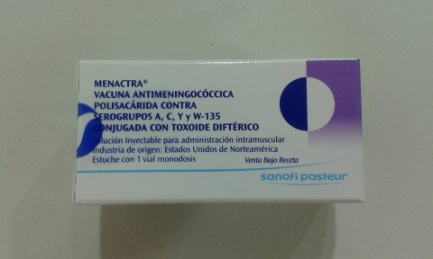 MENACTRA®
VACUNA ANTIMENINGOCÓCCICA
POLISACÁRIDA CONTRA
SEROGRUPOS A, C, Y y W-135
CONJUGADA CON TOXOIDE DIFTÉRICO
Solución inyectable para administración intramuscular
Industria de origen: Estados Unidos de Norteamérica
Estuche con 1 vial monodosis
Venta Bajo Receta
sanofi pasteur